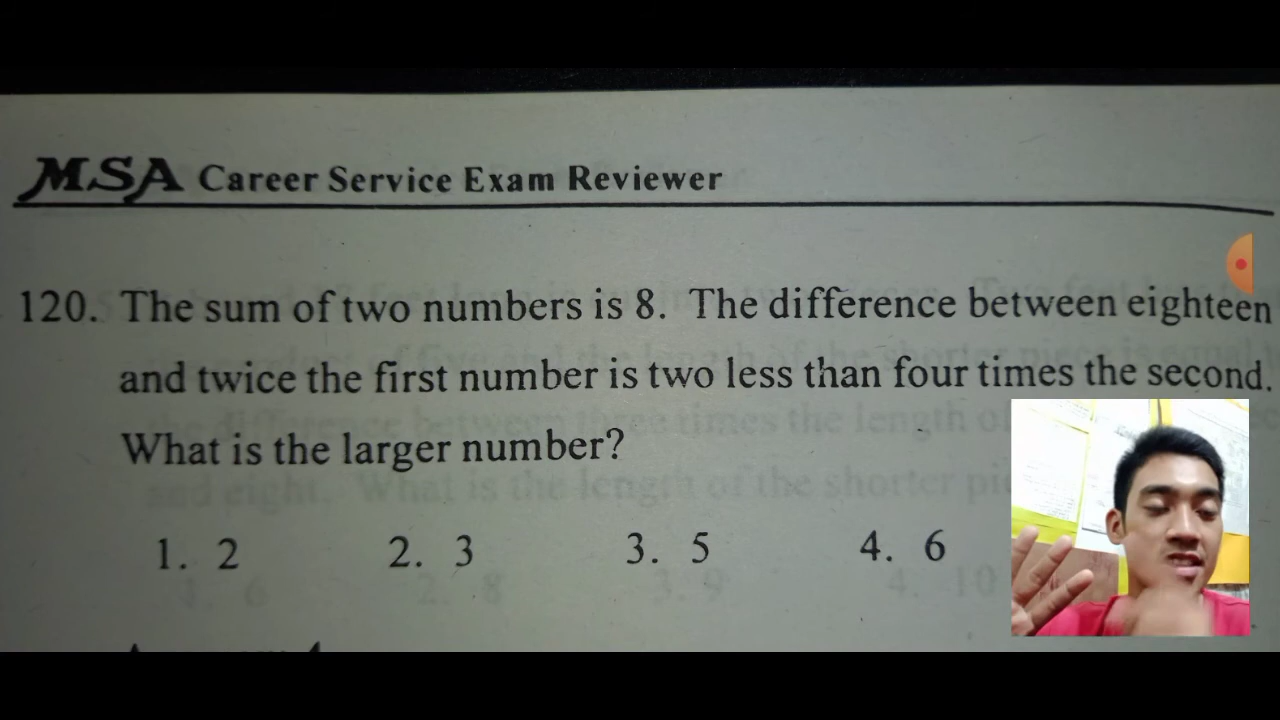 MSA Career Service Exam Reviewer
120. The sum of two numbers is 8. The difference between eighteen
and twice the first number is two less than four times the second.
What is the larger number?
1. 2 2. 3 3. 5 4. 6